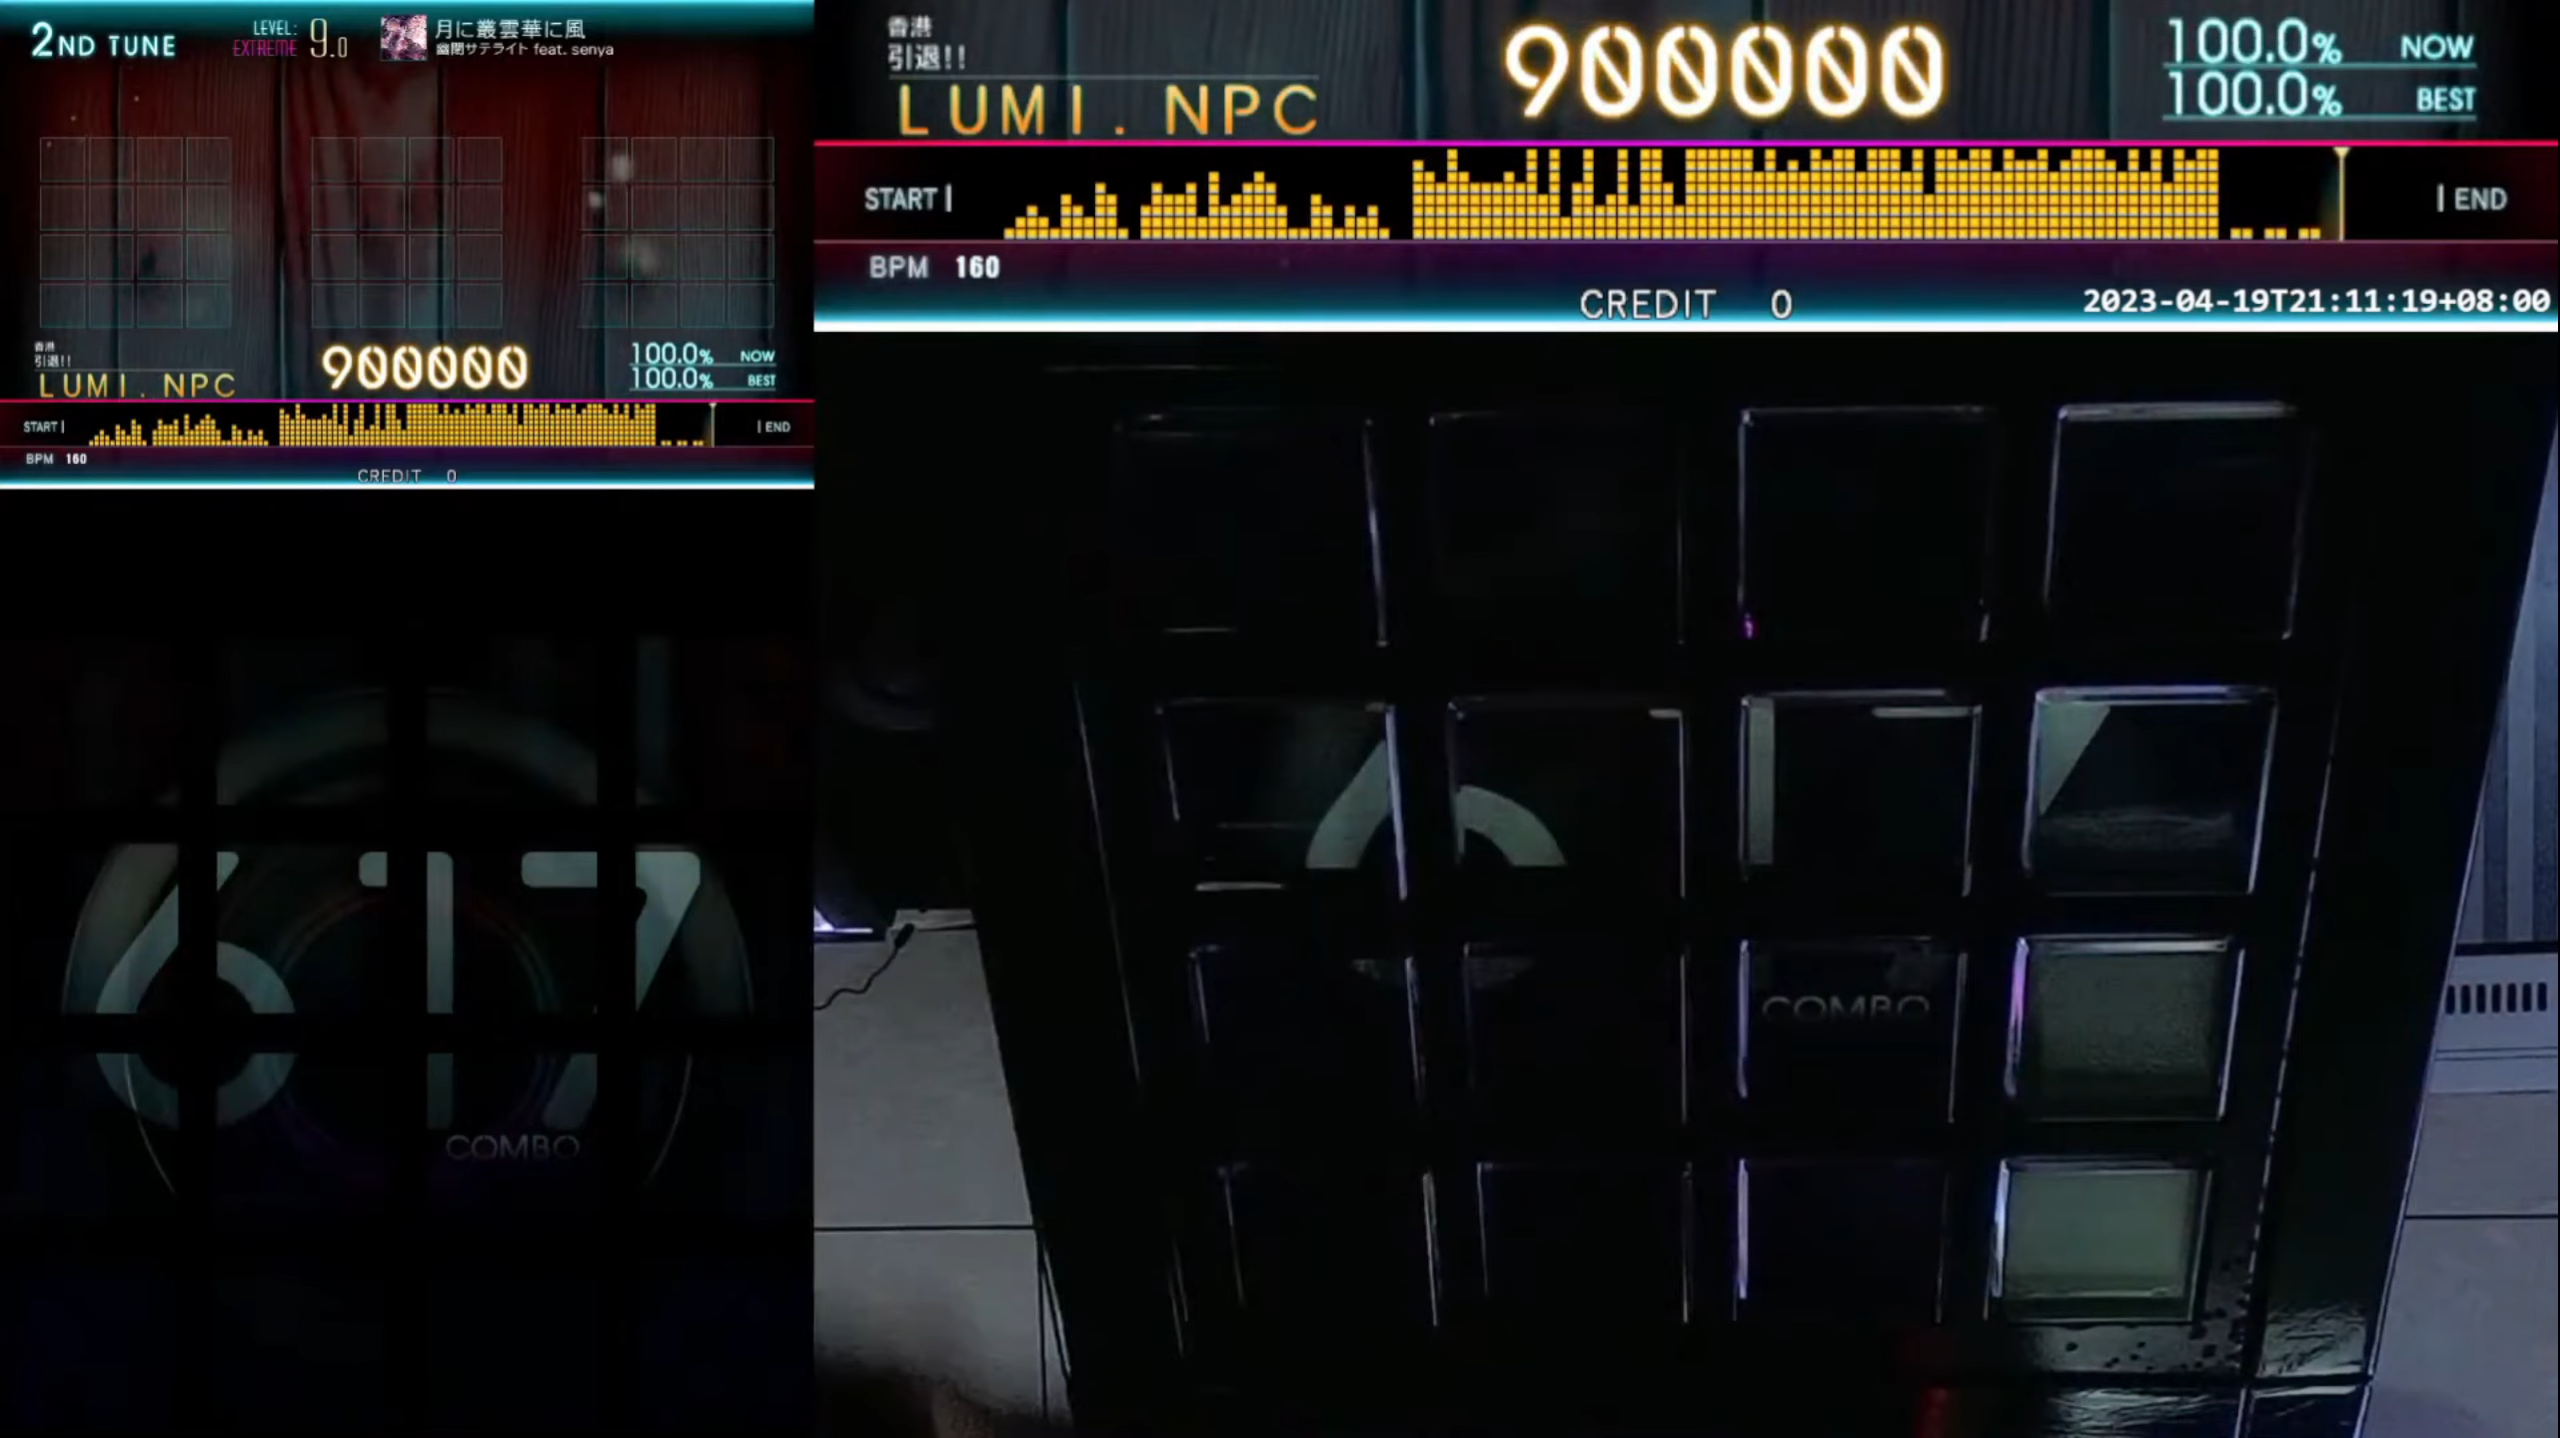 2ND TUNE
LEVEL:
EXTREME
9.0
月に叢雲華に風
幽閉サテライト feat. senya
香港
引退!!
LUMI.NPC
900000
100.0% NOW
100.0% BEST
START
END
BPM 160
CREDIT 0
香港
引退!!
LUMI.NPC
900000
100.0% NOW
100.0% BEST
START
END
BPM 160
CREDIT 0
2023-04-19T21:11:19+08:00
617
COMBO
617
COMBO